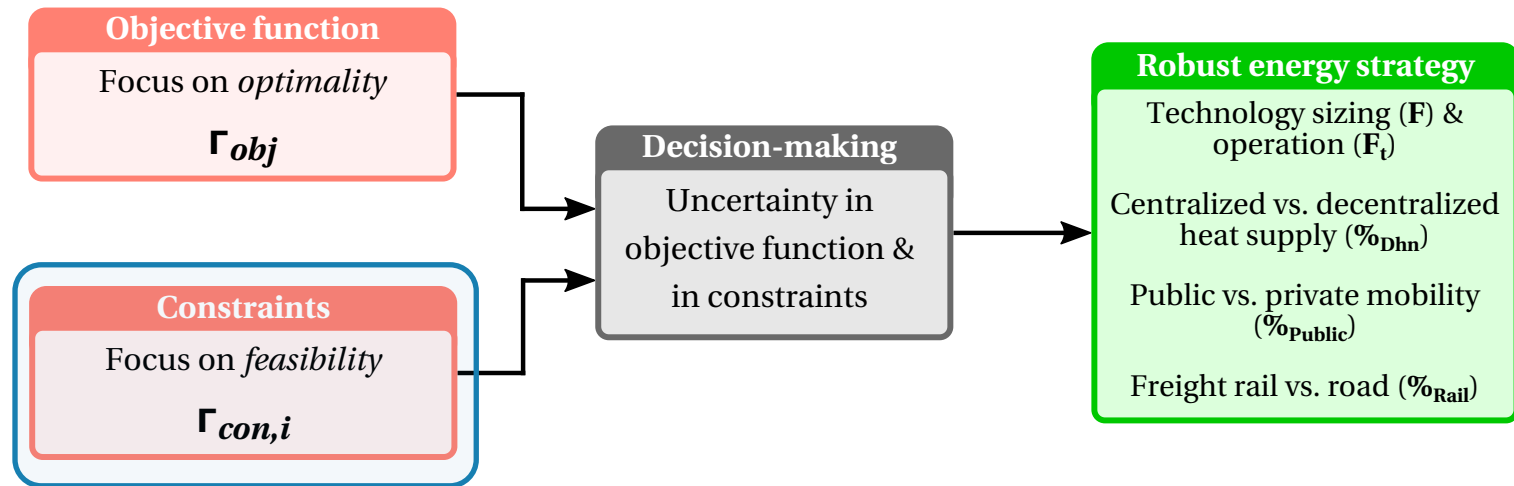 Objective function
Focus on optimality
Γobj
Constraints
Focus on feasibility
Γcon,i
Decision-making
Uncertainty in
objective function &
in constraints
Robust energy strategy
Technology sizing (F) &
operation (Ft)
Centralized vs. decentralized
heat supply (%Dhn)
Public vs. private mobility
(%Public)
Freight rail vs. road (%Rail)